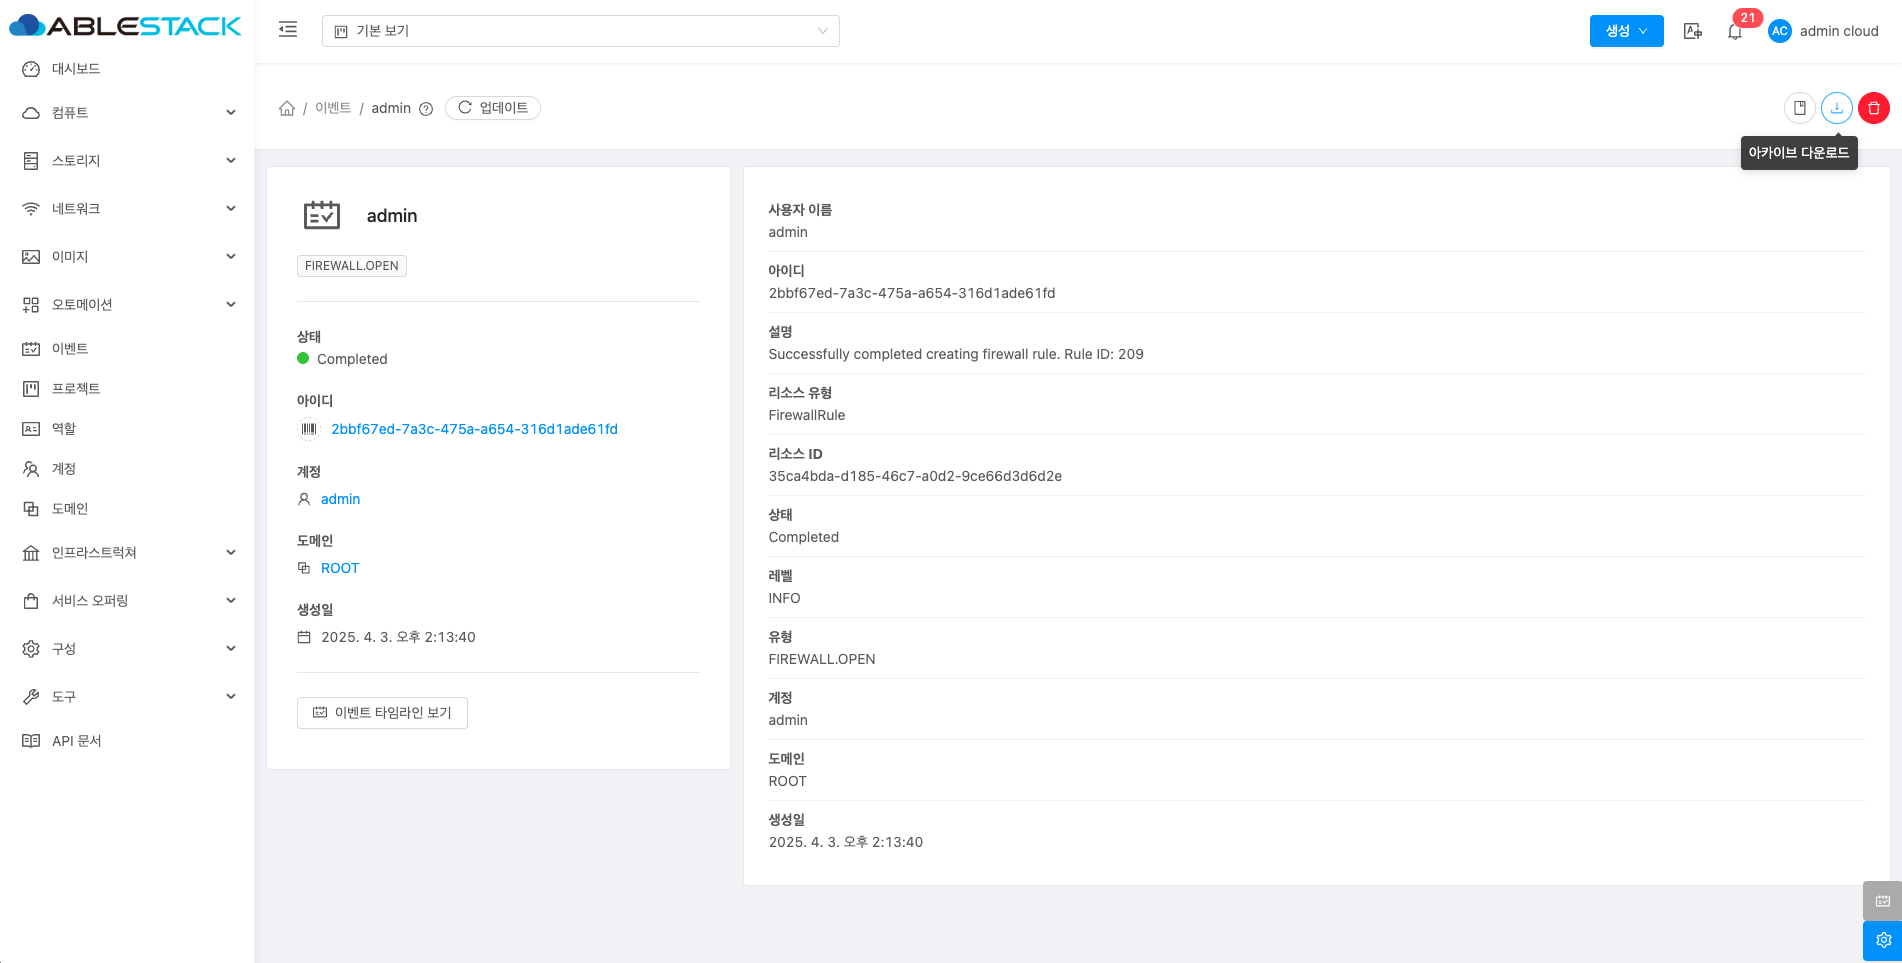 ABLESTACK
기본 보기
생성
21
AC
admin cloud
대시보드
컴퓨트
스토리지
네트워크
이미지
오토메이션
이벤트
프로젝트
역할
계정
도메인
인프라스트럭쳐
서비스 오퍼링
구성
도구
API 문서
/ 이벤트 / admin
업데이트
아카이브 다운로드
admin
FIREWALL.OPEN
상태
Completed
아이디
2bbf67ed-7a3c-475a-a654-316d1ade61fd
계정
admin
도메인
ROOT
생성일
2025. 4. 3. 오후 2:13:40
이벤트 타임라인 보기
사용자 이름
admin
아이디
2bbf67ed-7a3c-475a-a654-316d1ade61fd
설명
Successfully completed creating firewall rule. Rule ID: 209
리소스 유형
FirewallRule
리소스 ID
35ca4bda-d185-46c7-a0d2-9ce66d3d6d2e
상태
Completed
레벨
INFO
유형
FIREWALL.OPEN
계정
admin
도메인
ROOT
생성일
2025. 4. 3. 오후 2:13:40